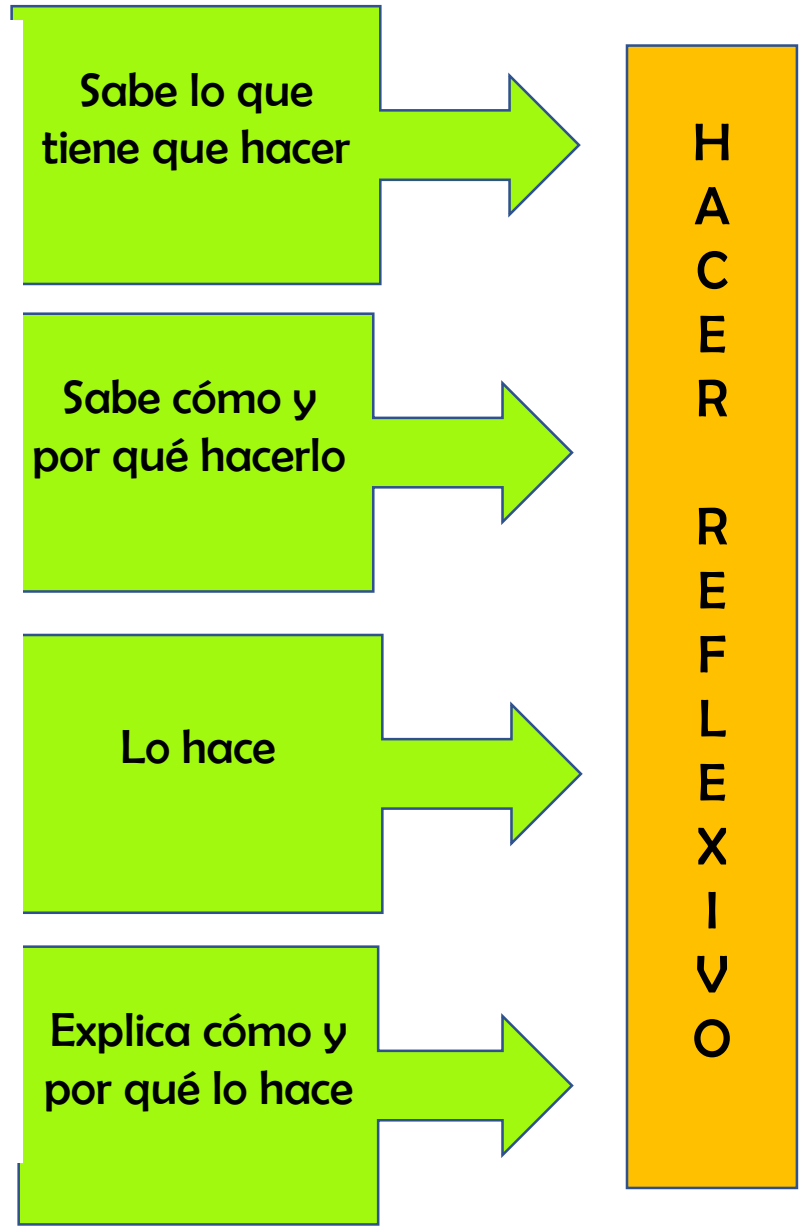 Sabe lo que
tiene que hacer
Sabe cómo y
por qué hacerlo
Lo hace
Explica cómo y
por qué lo hace
H
A
C
E
R
R
E
F
L
E
X
I
V
O